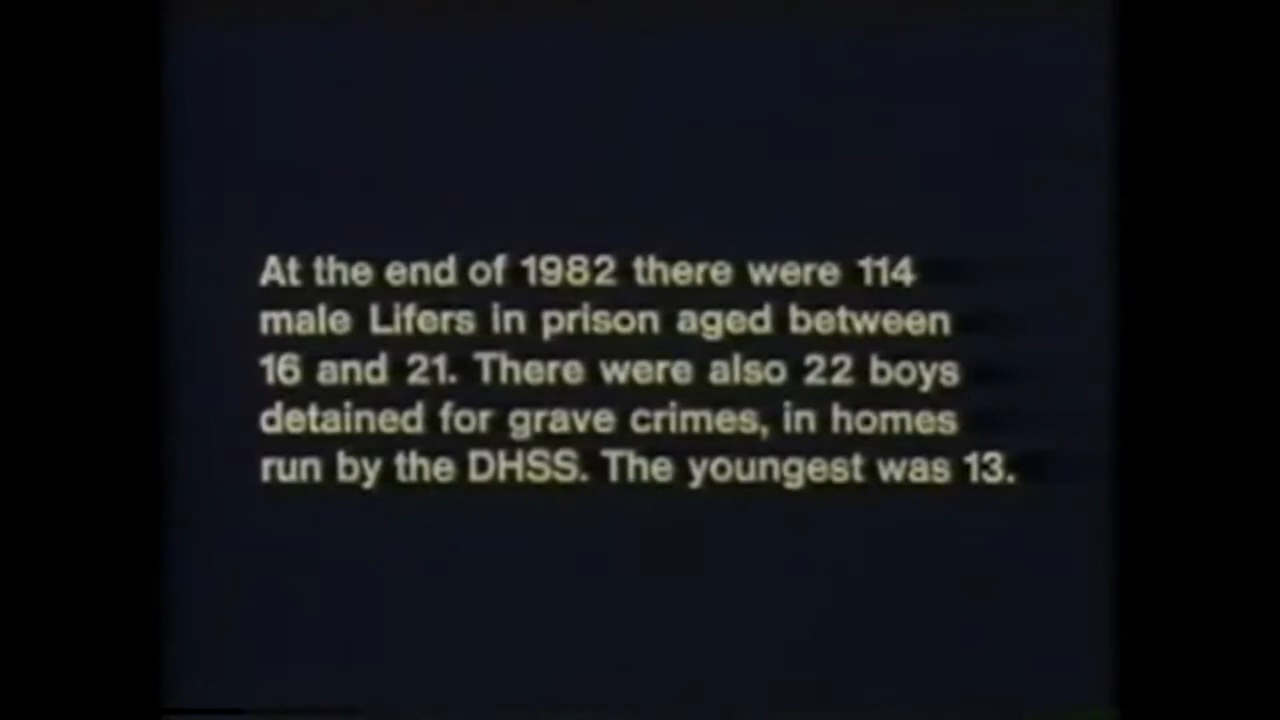 At the end of 1982 there were 114
male Lifers in prison aged between
16 and 21. There were also 22 boys
detained for grave crimes, in homes
run by the DHSS. The youngest was 13.